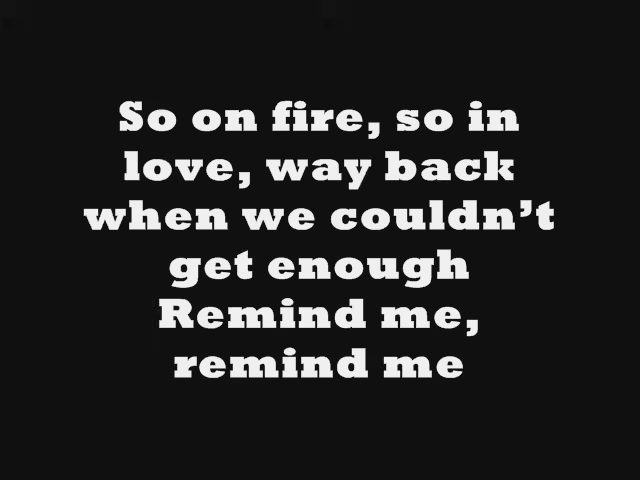 So on fire, so in
love, way back
when we couldn’t
get enough
Remind me,
remind me